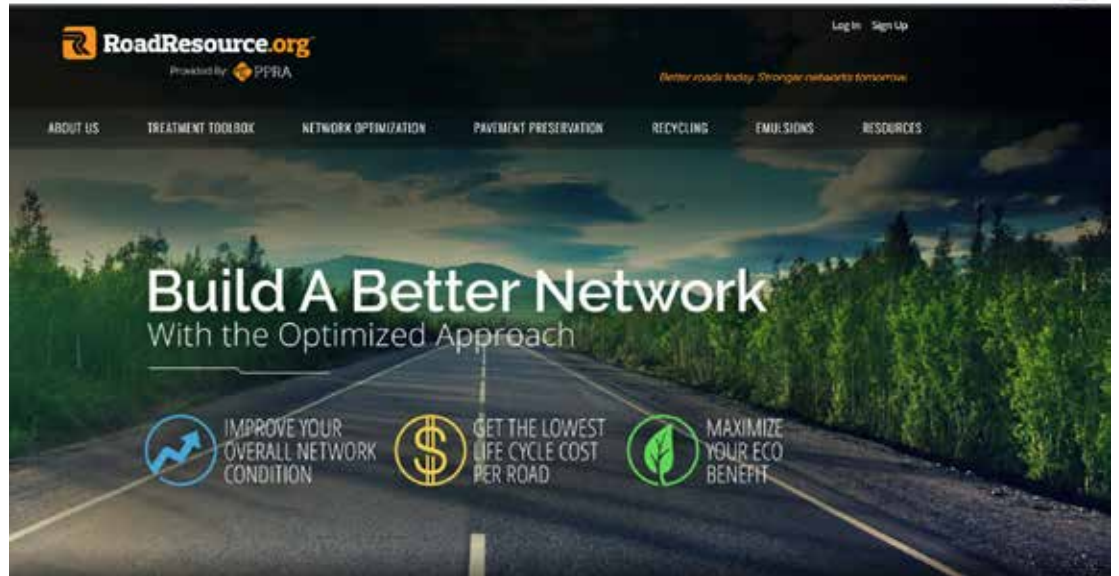 Log In Sign Up
RoadResource.org
Provided By: PPRA
Better roads today. Stronger networks tomorrow.
ABOUT US TREATMENT TOOLBOX NETWORK OPTIMIZATION PAVEMENT PRESERVATION RECYCLING EMULSIONS RESOURCES
Build A Better Network
With the Optimized Approach
IMPROVE YOUR
OVERALL NETWORK
CONDITION
$
GET THE LOWEST
LIFE CYCLE COST
PER ROAD
MAXIMIZE
YOUR ECO
BENEFIT